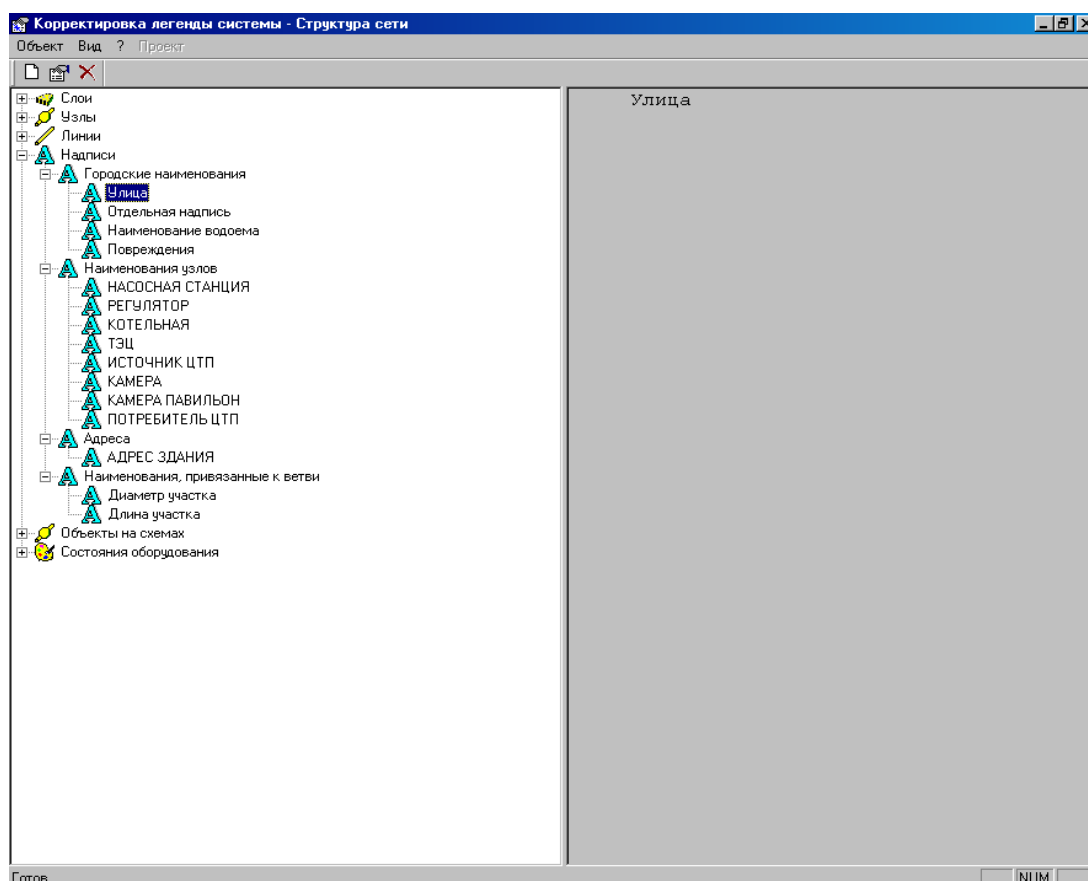 Корректировка легенды системы - Структура сети
Объект Вид ? Проект
Слои
Узлы
Линии
Надписи
Городские наименования
Улица
Отдельная надпись
Наименование водоема
Повреждения
Наименования узлов
НАСОСНАЯ СТАНЦИЯ
РЕГУЛЯТОР
КОТЕЛЬНАЯ
ТЭЦ
ИСТОЧНИК ЦТП
КАМЕРА
КАМЕРА ПАВИЛЬОН
ПОТРЕБИТЕЛЬ ЦТП
Адреса
АДРЕС ЗДАНИЯ
Наименования, привязанные к ветви
Диаметр участка
Длина участка
Объекты на схемах
Состояния оборудования
Улица
Готов
NUM